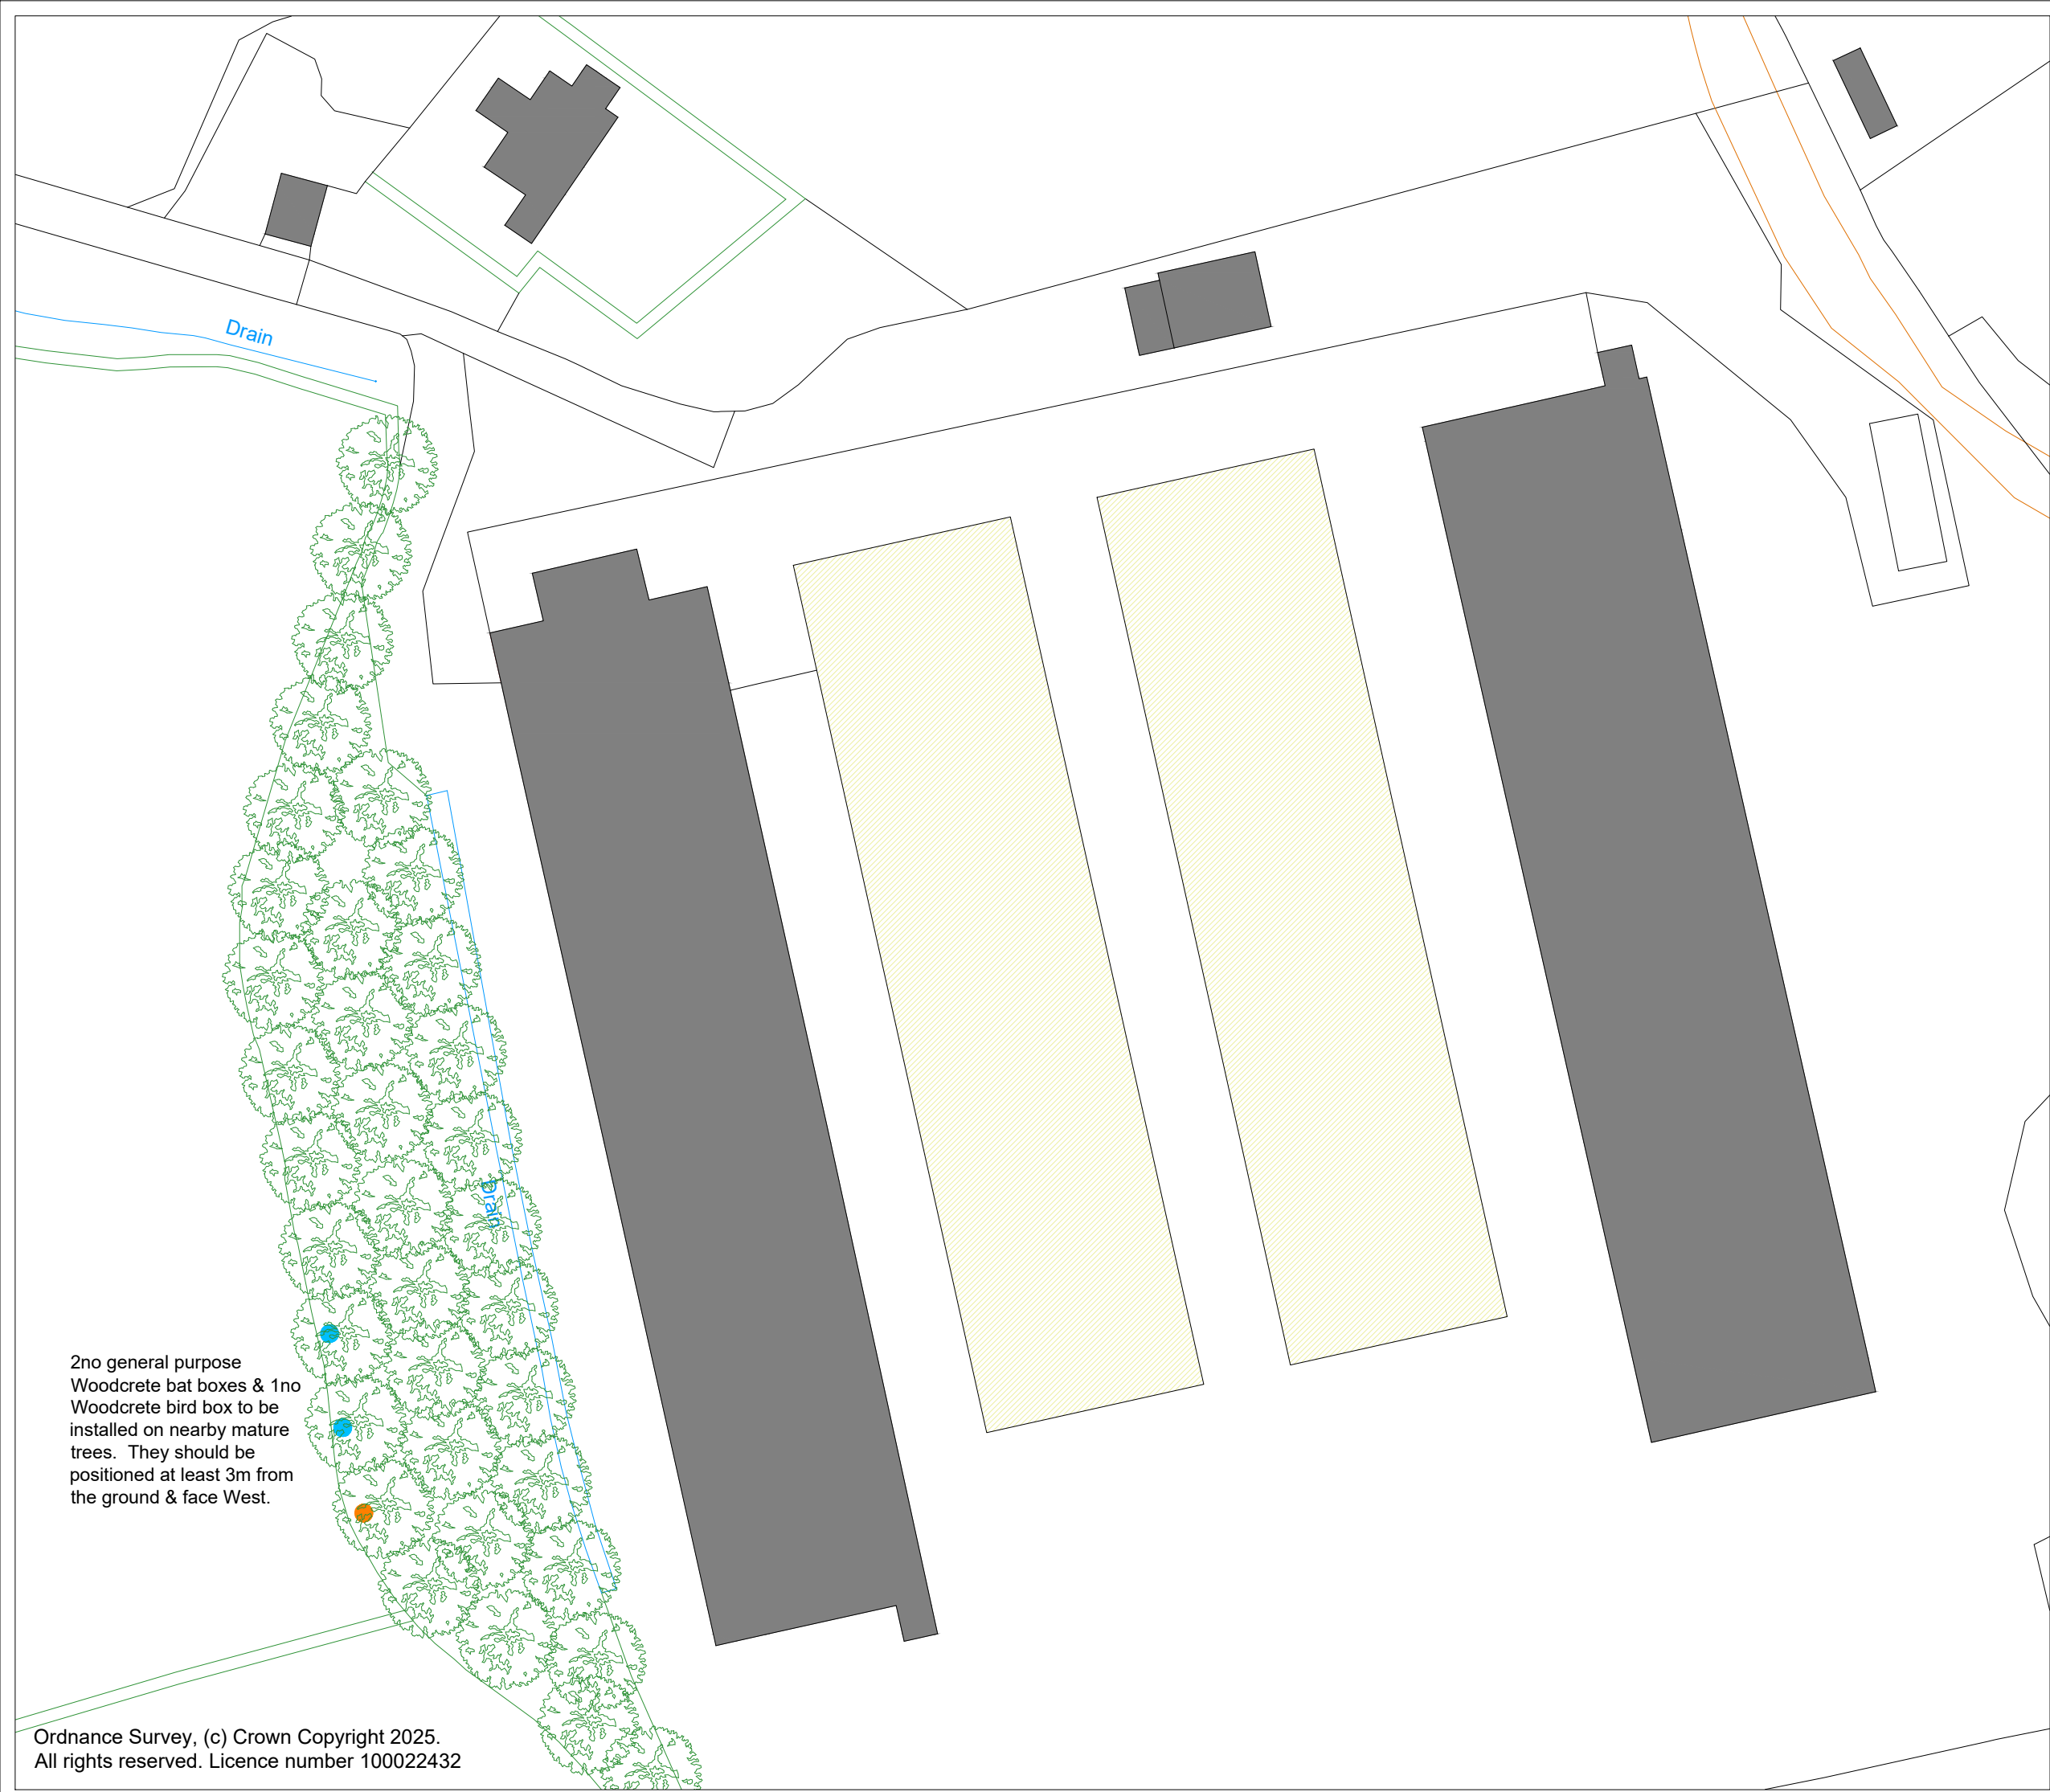 Drain
Drain
2no general purpose
Woodcrete bat boxes & 1no
Woodcrete bird box to be
installed on nearby mature
trees.  They should be
positioned at least 3m from
the ground & face West.
Ordnance Survey, (c) Crown Copyright 2025.
All rights reserved. Licence number 100022432